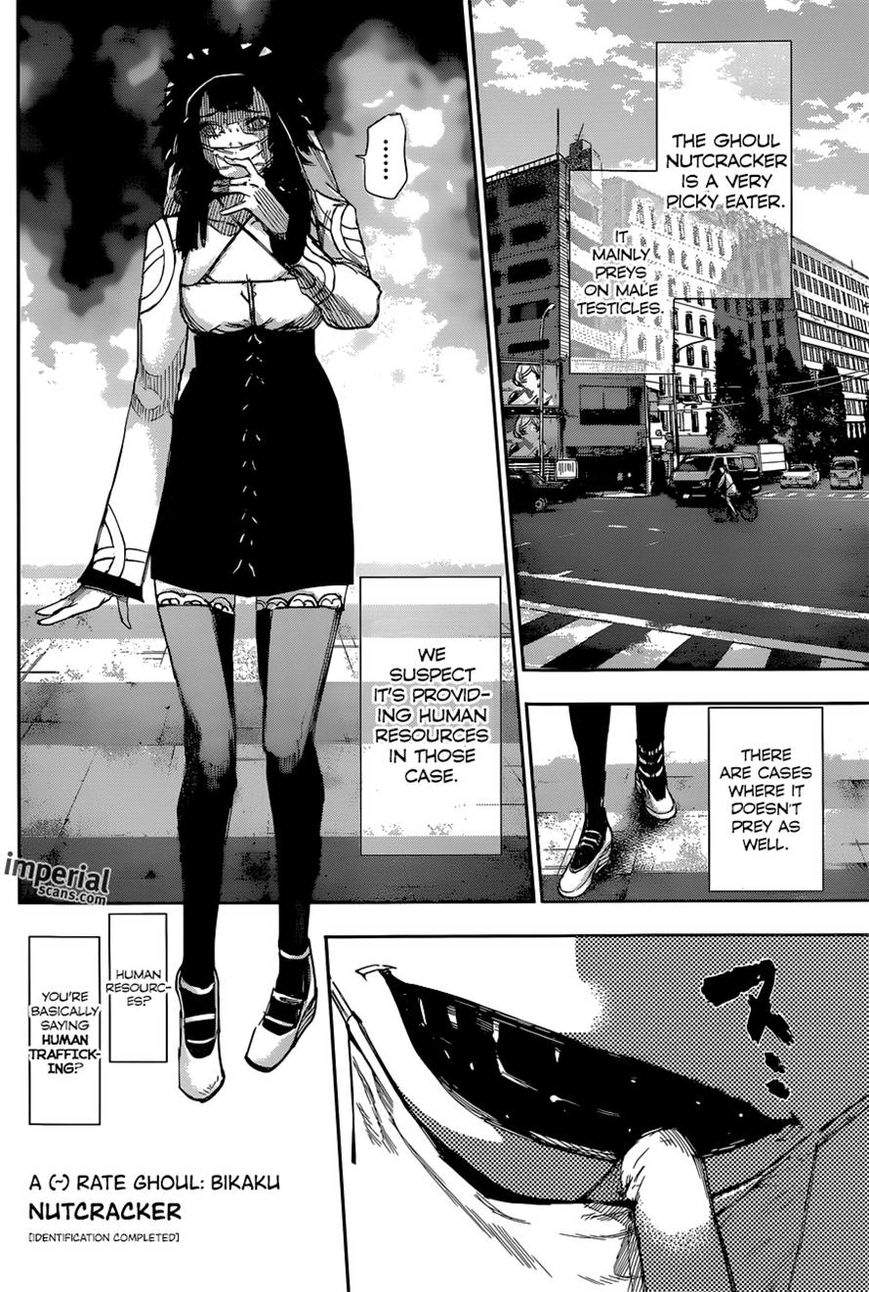 THE GHOUL
NUTCRACKER
IS A VERY
PICKY EATER.
IT
MAINLY
PREYS
ON MALE
TESTICLES.
THERE
ARE CASES
WHERE IT
DOESN'T
PREY AS
WELL.
WE
SUSPECT
IT'S PROVID-
ING HUMAN
RESOURCES
IN THOSE
CASE.
......
HUMAN
RESOURC-
ES?
YOU'RE
BASICALLY
SAYING
HUMAN
TRAFFICK-
ING?
A (~) RATE GHOUL: BIKAKU
NUTCRACKER
[IDENTIFICATION COMPLETED]
imperial
scans.com